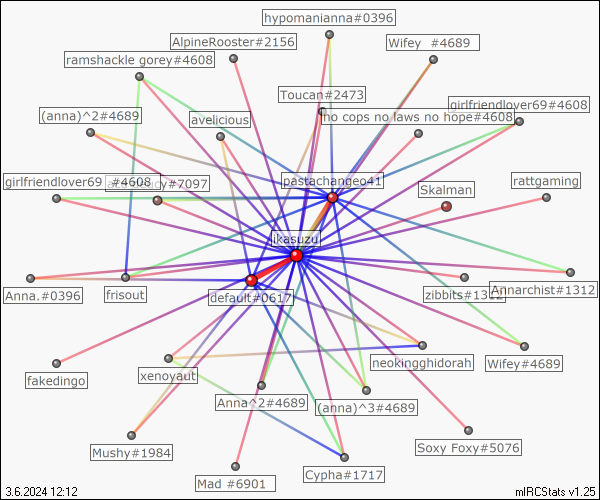 hypomanianna#0396
AlpineRooster#2156
Wifey #4689
ramshackle gorey#4608
Toucan#2473
girlfriendlover69#4608
(anna)^2#4689
avelicious
no cops no laws no hope#4608
girlfriendlover69 #4608
dy#7097
pastachangeo41
Skalman
rattgaming
ikasuzu
Anna.#0396
frisout
default#0617
zibbits#1312
Annarchist#1312
fakedingo
xenoyaut
neokingghidorah
Wifey#4689
Anna^2#4689
(anna)^3#4689
Mushy#1984
Mad #6901
Cypha#1717
Soxy Foxy#5076
3.6.2024 12:12
mIRCStats v1.25